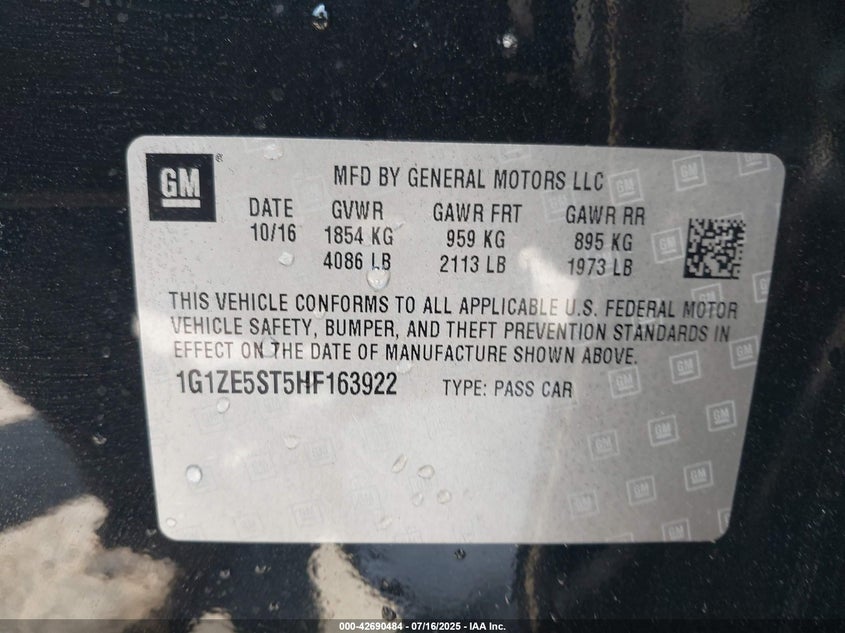 GM ®
MFD BY GENERAL MOTORS LLC
DATE GVWR GAWR FRT GAWR RR
10/16 1854 KG 959 KG 895 KG
4086 LB 2113 LB 1973 LB
THIS VEHICLE CONFORMS TO ALL APPLICABLE U.S. FEDERAL MOTOR
VEHICLE SAFETY, BUMPER, AND THEFT PREVENTION STANDARDS IN
EFFECT ON THE DATE OF MANUFACTURE SHOWN ABOVE.
1G1ZE5ST5HF163922 TYPE: PASS CAR
000-42690484 - 07/16/2025 - IAA Inc.